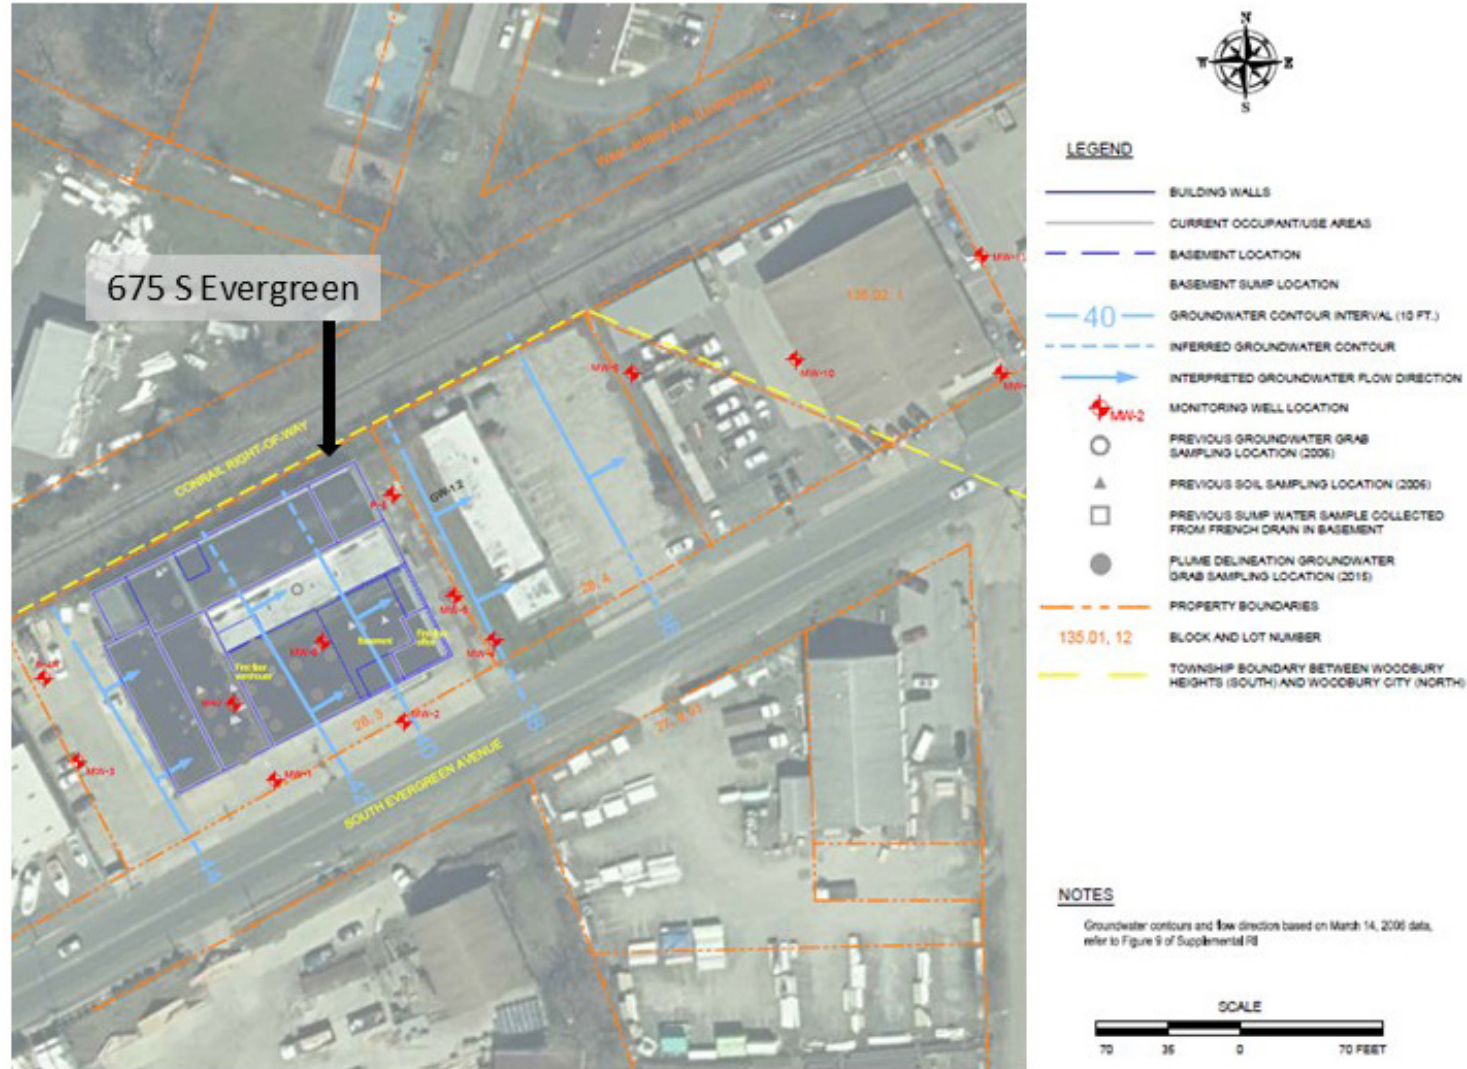 N
W
E
S
LEGEND
BUILDING WALLS
CURRENT OCCUPANT/USE AREAS
BASEMENT LOCATION
BASEMENT SUMP LOCATION
40
GROUNDWATER CONTOUR INTERVAL (10 FT.)
INFERRED GROUNDWATER CONTOUR
INTERPRETED GROUNDWATER FLOW DIRECTION
MW-2
MONITORING WELL LOCATION
PREVIOUS GROUNDWATER GRAB
SAMPLING LOCATION (2006)
PREVIOUS SOIL SAMPLING LOCATION (2006)
PREVIOUS SUMP WATER SAMPLE COLLECTED
FROM FRENCH DRAIN IN BASEMENT
PLUME DELINEATION GROUNDWATER
GRAB SAMPLING LOCATION (2015)
PROPERTY BOUNDARIES
135.01, 12
BLOCK AND LOT NUMBER
TOWNSHIP BOUNDARY BETWEEN WOODBURY
HEIGHTS (SOUTH) AND WOODBURY CITY (NORTH)
NOTES
Groundwater contours and flow direction based on March 14, 2006 data,
refer to Figure 9 of Supplemental RI
SCALE
70
35
0
70 FEET
675 S Evergreen
CONRAIL RIGHT-OF-WAY
SOUTH EVERGREEN AVENUE
135.02, 1
MW-10
GW-12
28, 4
28, 3
MW-2
MW-1
MW-3
Basement
First floor
warehouse
44
42
40